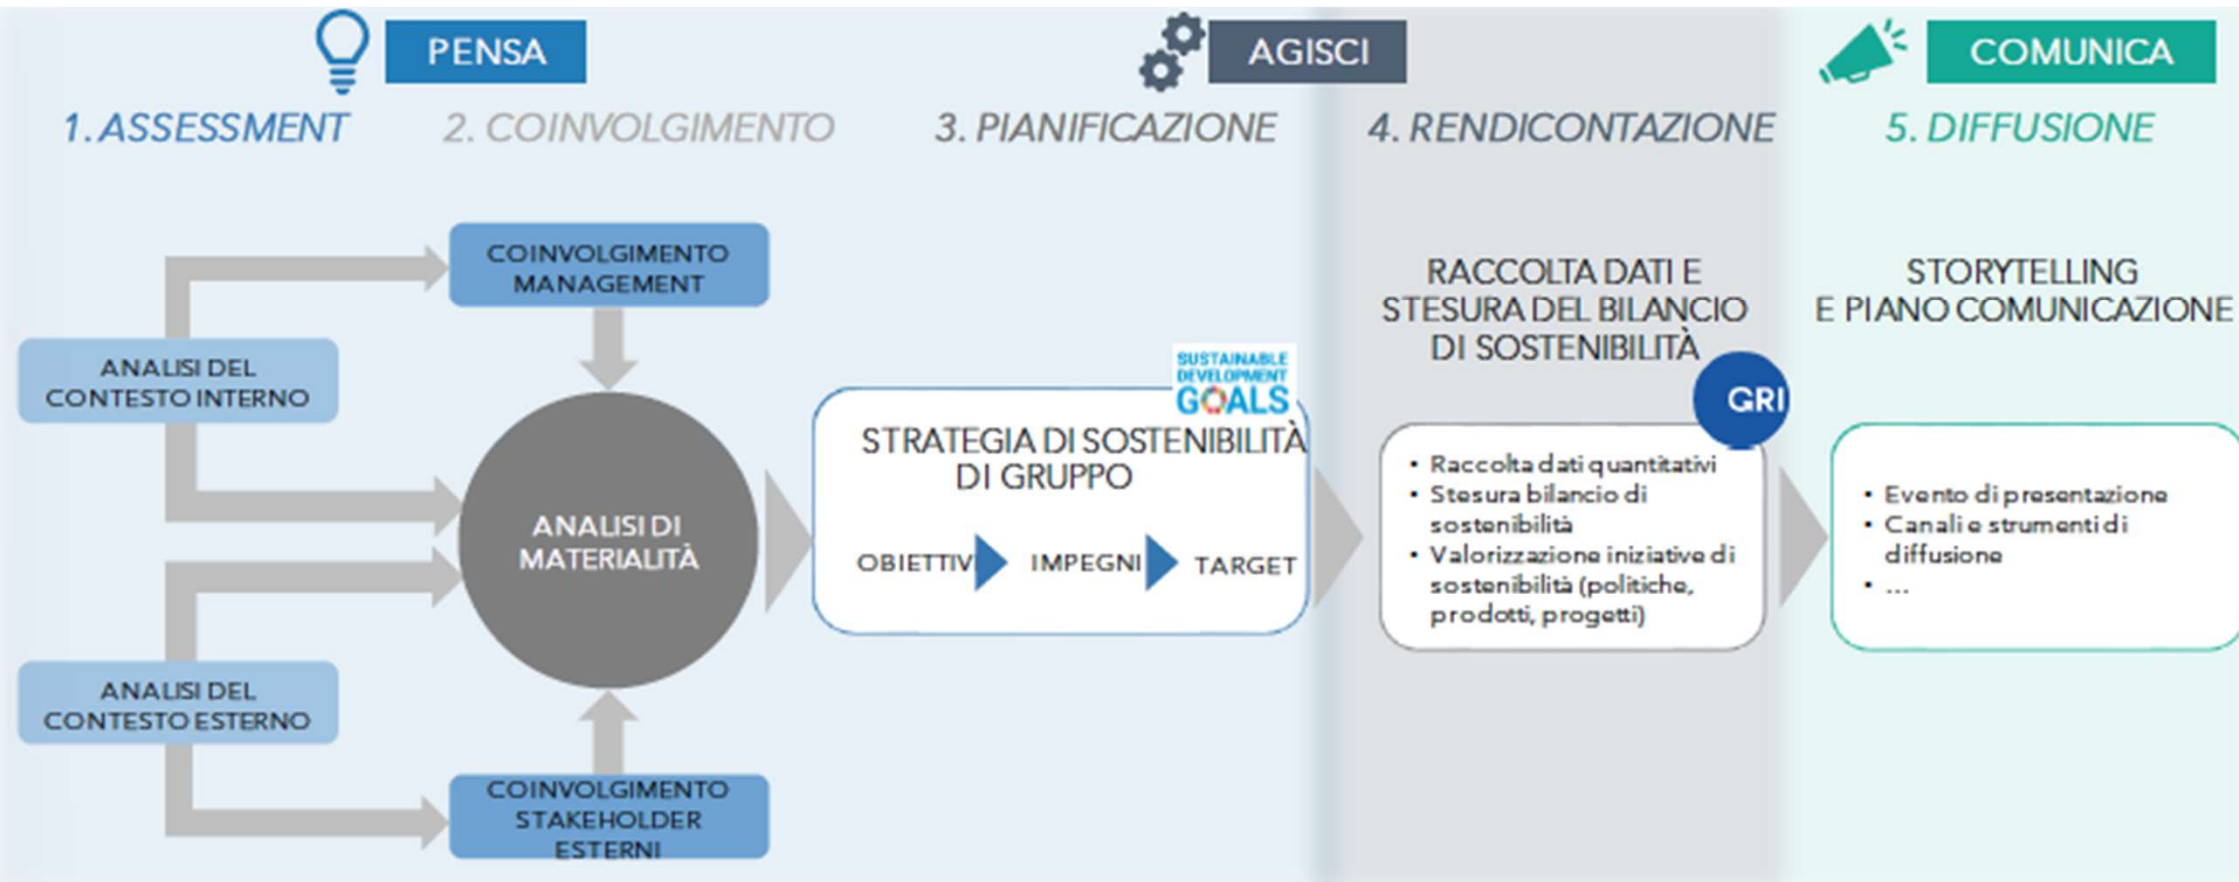 PENSA
AGISCI
COMUNICA
1. ASSESSMENT
2. COINVOLGIMENTO
3. PIANIFICAZIONE
4. RENDICONTAZIONE
5. DIFFUSIONE
ANALISI DEL
CONTESTO INTERNO
ANALISI DEL
CONTESTO ESTERNO
COINVOLGIMENTO
MANAGEMENT
ANALISI DI
MATERIALITÀ
COINVOLGIMENTO
STAKEHOLDER
ESTERNI
SUSTAINABLE
DEVELOPMENT
GOALS
STRATEGIA DI SOSTENIBILITÀ
DI GRUPPO
OBIETTIVI
IMPEGNI
TARGET
RACCOLTA DATI E
STESURA DEL BILANCIO
DI SOSTENIBILITÀ
GRI
• Raccolta dati quantitativi
• Stesura bilancio di
sostenibilità
• Valorizzazione iniziative di
sostenibilità (politiche,
prodotti, progetti)
STORYTELLING
E PIANO COMUNICAZIONE
• Evento di presentazione
• Canali e strumenti di
diffusione
• ...